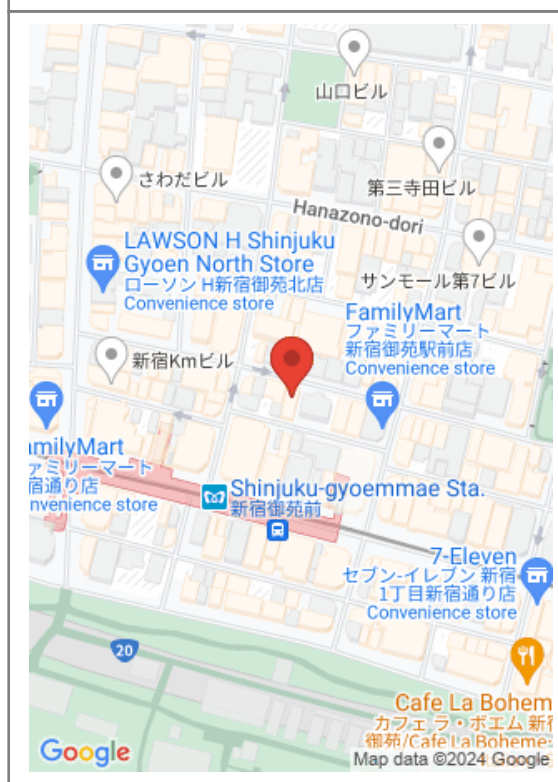 山口ビル
さわだビル
第三寺田ビル
Hanazono-dori
LAWSON H Shinjuku
Gyoen North Store
ローソン H新宿御苑北店
Convenience store
サンモール第7ビル
FamilyMart
ファミリーマート
新宿御苑駅前店
Convenience store
新宿Kmビル
amilyMart
ァミリーマート
宿通り店
nvenience store
Shinjuku-gyoemmae Sta.
新宿御苑前
7-Eleven
セブン-イレブン 新宿
1丁目新宿通り店
Convenience store
20
Cafe La Bohem
カフェ ラ・ボエム 新宿
御苑/Cafe La Boheme
Google
Map data ©2024 Google